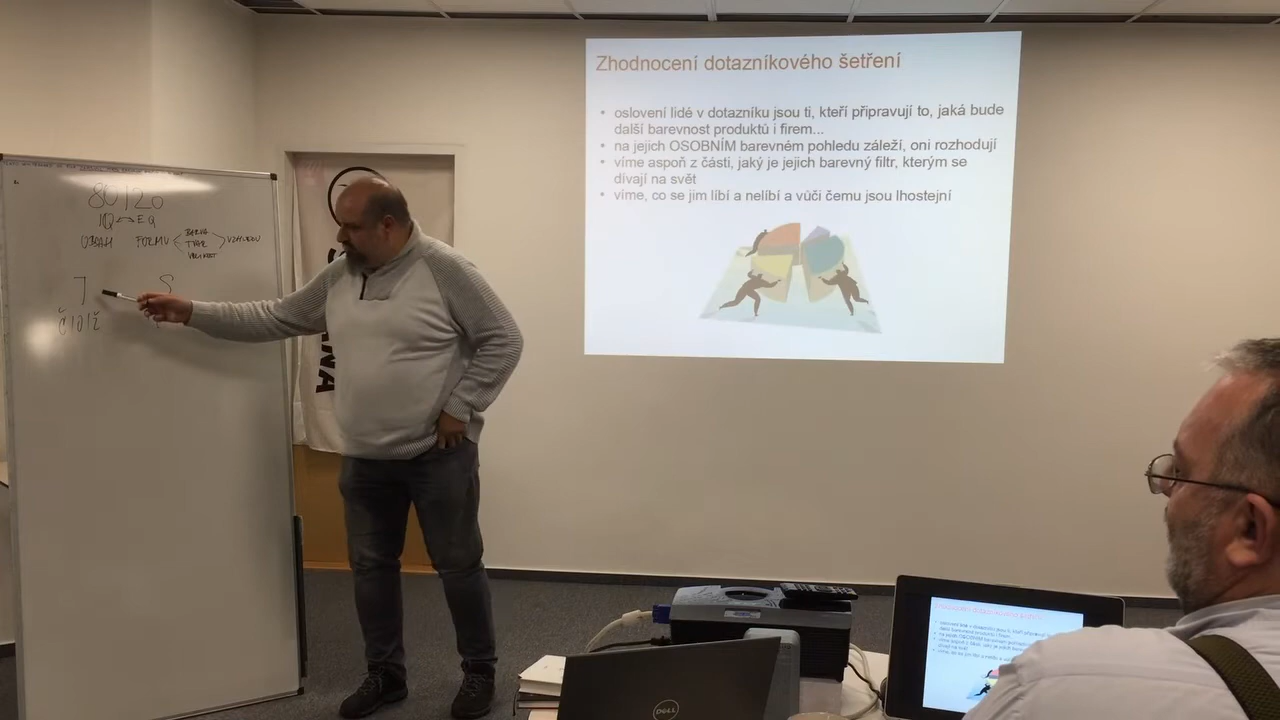 80/20
IQ EQ
OBSAH FORMU BARVA TVAR VELIKOST VZHLEDU
7 S
Zhodnocení dotazníkového šetření
• oslovení lidé v dotazníku jsou ti, kteří připravují to, jaká bude
další barevnost produktů i firem...
• na jejich OSOBNÍM barevném pohledu záleží, oni rozhodují
• víme aspoň z části, jaký je jejich barevný filtr, kterým se
dívají na svět
• víme, co se jim líbí a nelíbí a vůči čemu jsou lhostejní
DELL